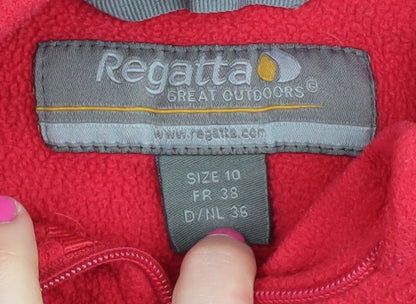 Regatta
GREAT OUTDOORS®
www.regatta.com
SIZE 10
FR 38
D/NL 36